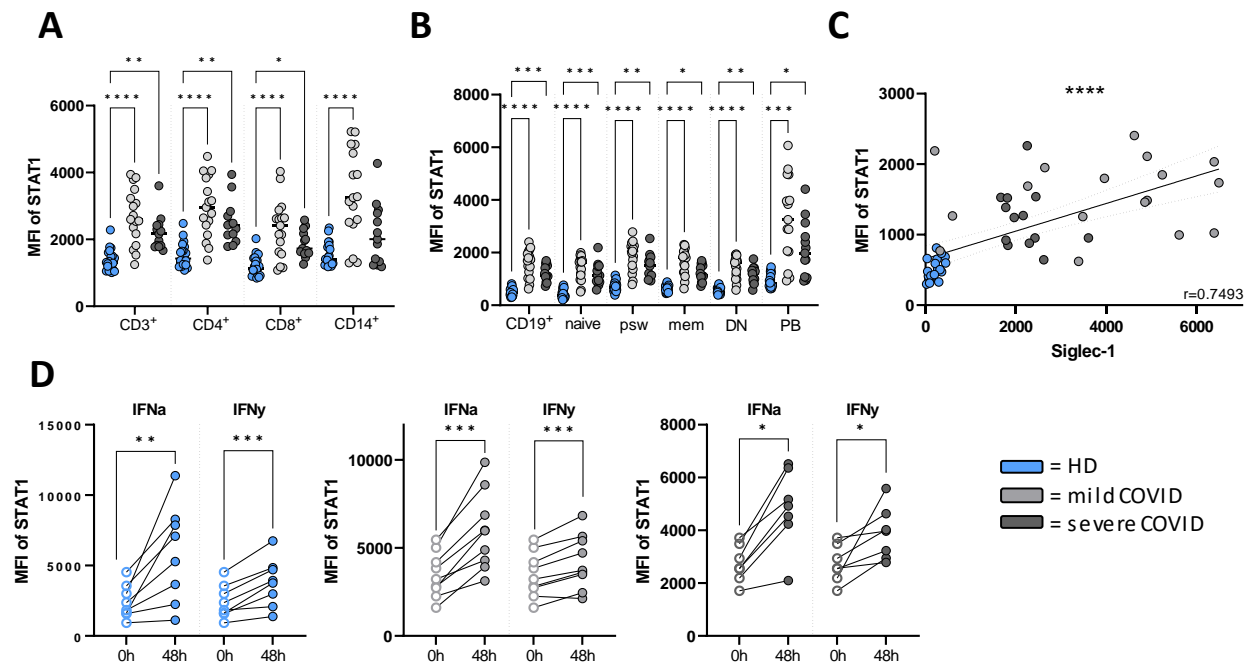 A
B
C
** ** *
**** **** **** ****
6000
4000
2000
0
MFI of STAT1
CD3+ CD4+ CD8+ CD14+
*** *** ** * ** *
**** **** **** **** **** ***
8000
6000
4000
2000
0
MFI of STAT1
CD19+ naive psw mem DN PB
****
3000
2000
1000
0
MFI of STAT1
r=0.7493
0 2000 4000 6000
Siglec-1
D
IFNa IFNy
** ***
15000
10000
5000
0
MFI of STAT1
0h 48h 0h 48h
IFNa IFNy
*** ***
10000
5000
0
MFI of STAT1
0h 48h 0h 48h
IFNa IFNy
* *
8000
6000
4000
2000
0
MFI of STAT1
0h 48h 0h 48h
= HD
= mild COVID
= severe COVID